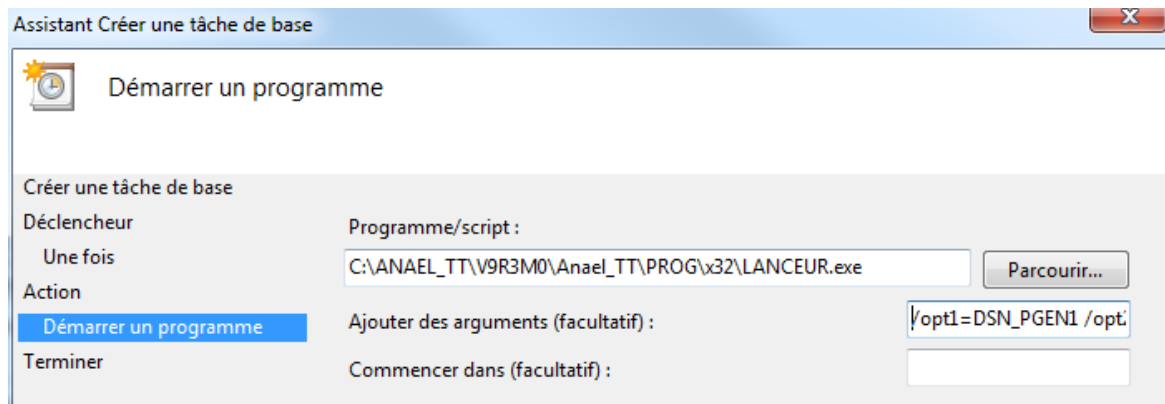 Assistant Créer une tâche de base
Démarrer un programme
Créer une tâche de base
Déclencheur
Une fois
Action
Démarrer un programme
Terminer
Programme/script :
C:\ANAEL_TT\V9R3M0\Anael_TT\PROG\x32\LANCEUR.exe
Parcourir...
Ajouter des arguments (facultatif) :
/opt1=DSN_PGEN1 /opt
Commencer dans (facultatif) :